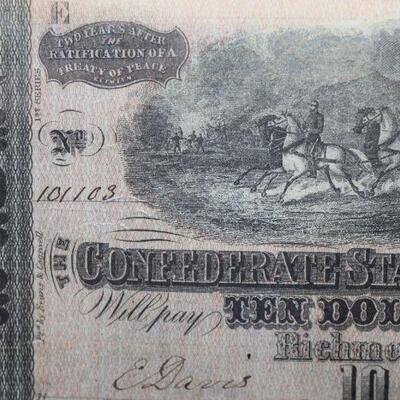 E
TWO YEARS AFTER
THE
RATIFICATION OF A
TREATY OF PEACE
1st SERIES
No
101103
THE
CONFEDERATE STA
Will pay
TEN DOL
Richmo
E. Davis
10